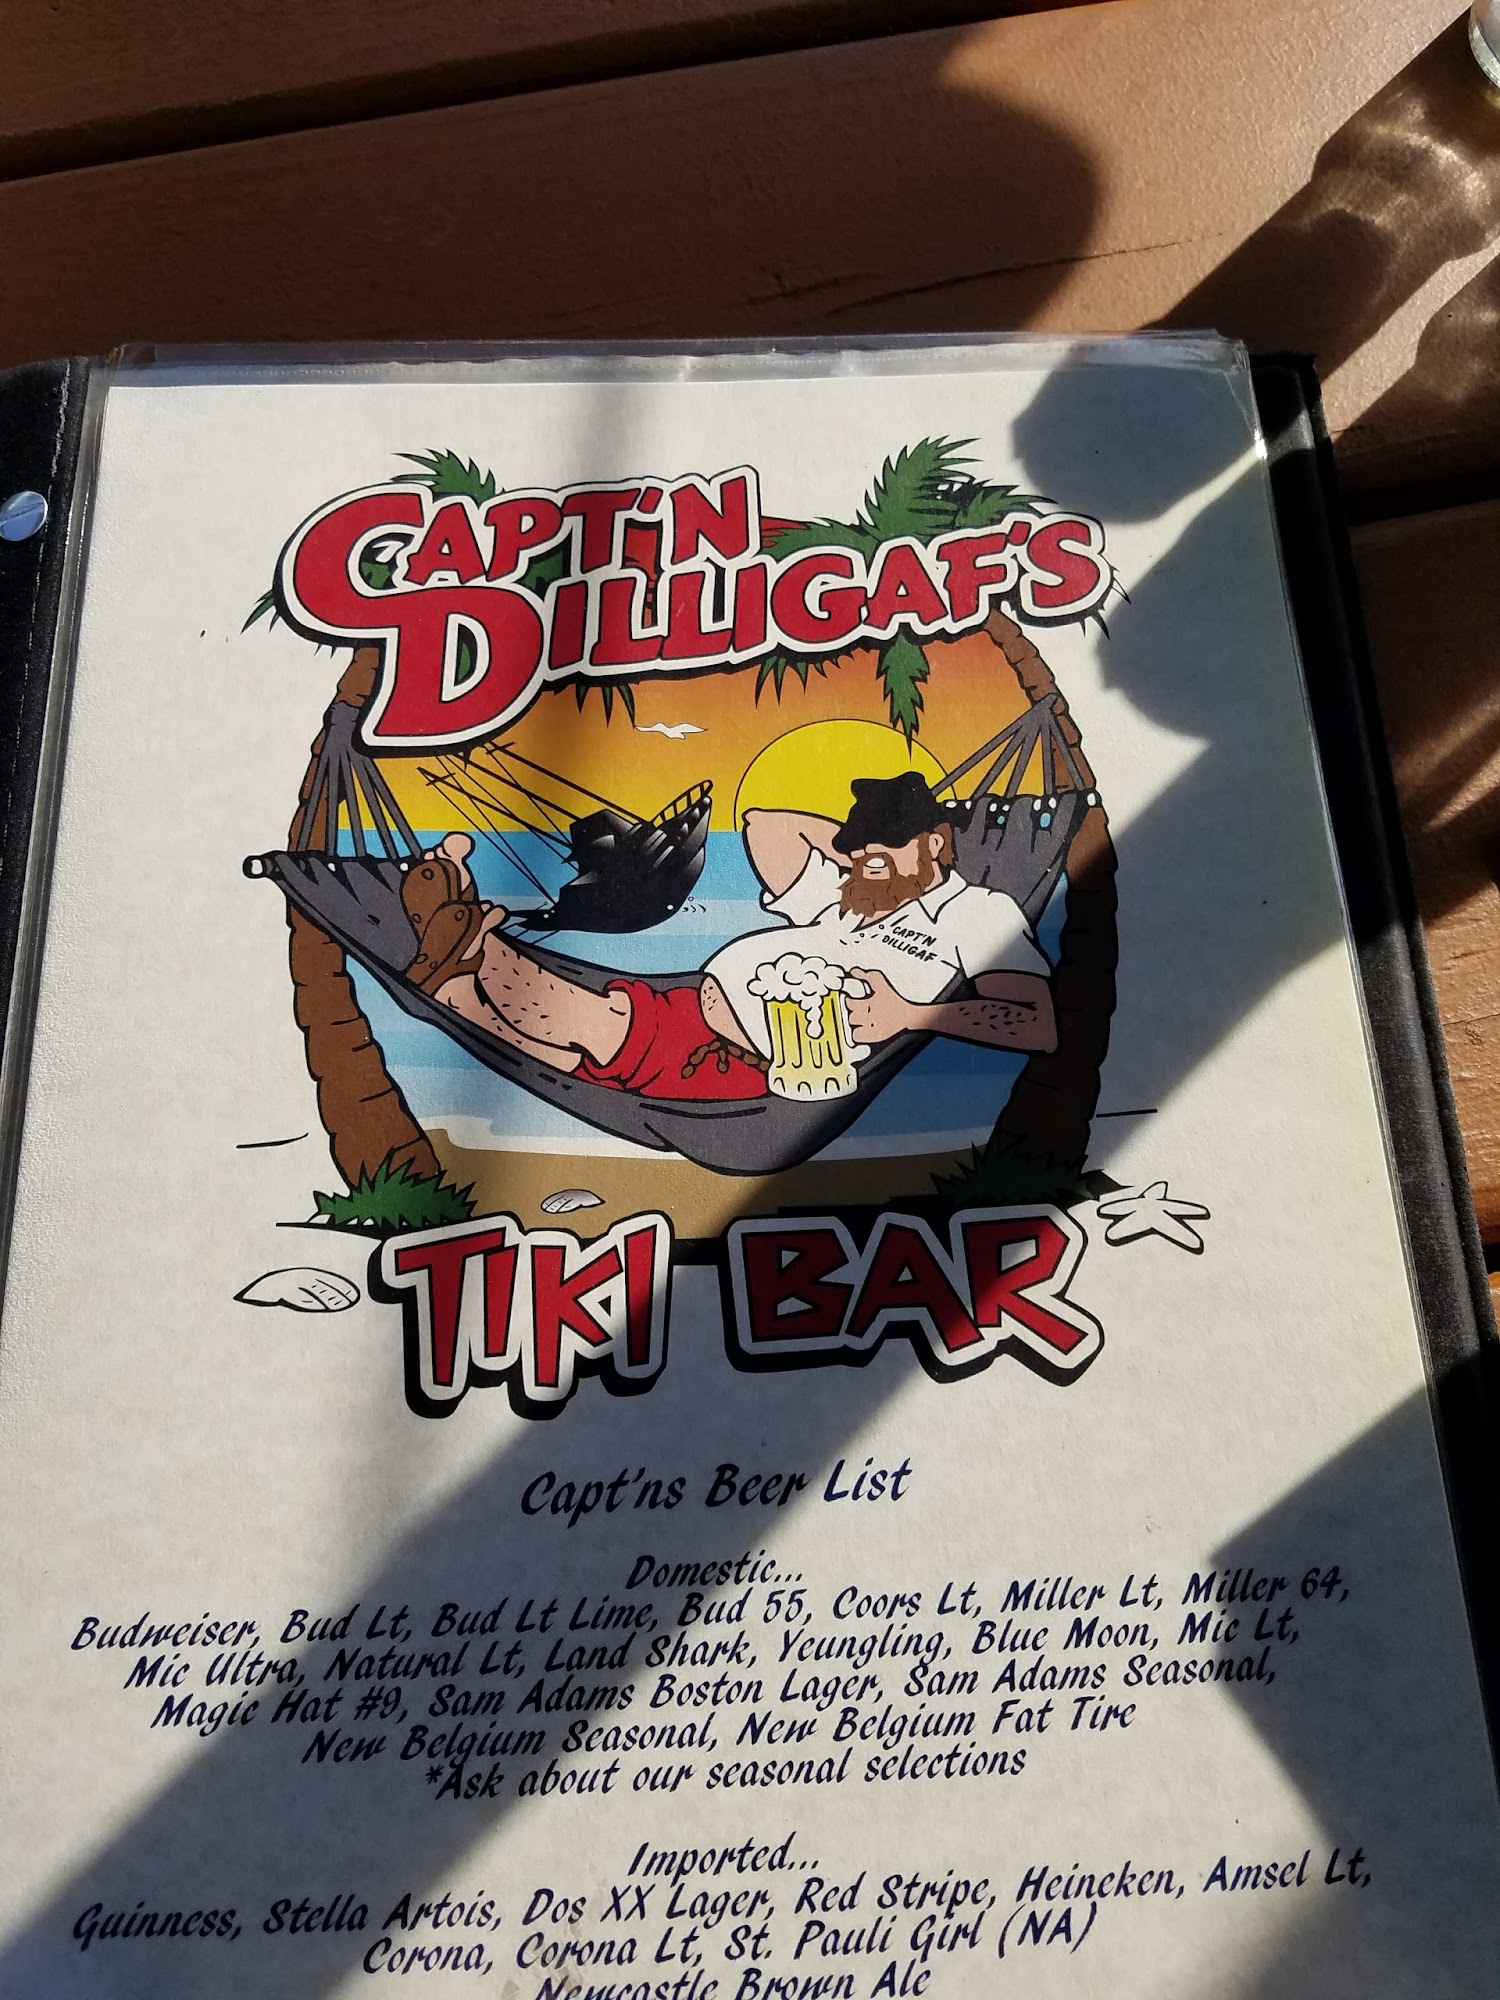 CAPT'N
DILLIGAF'S
CAPT'N
DILLIGAF
TIKI BAR
Capt'ns Beer List
Domestic...
Budweiser, Bud Lt, Bud Lt Lime, Bud 55, Coors Lt, Miller Lt, Miller 64,
Mic Ultra, Natural Lt, Land Shark, Yeungling, Blue Moon, Mic Lt,
Magic Hat #9, Sam Adams Boston Lager, Sam Adams Seasonal,
New Belgium Seasonal, New Belgium Fat Tire
*Ask about our seasonal selections
Imported...
Guinness, Stella Artois, Dos XX Lager, Red Stripe, Heineken, Amsel Lt,
Corona, Corona Lt, St. Pauli Girl (NA)
Newcastle Brown Ale